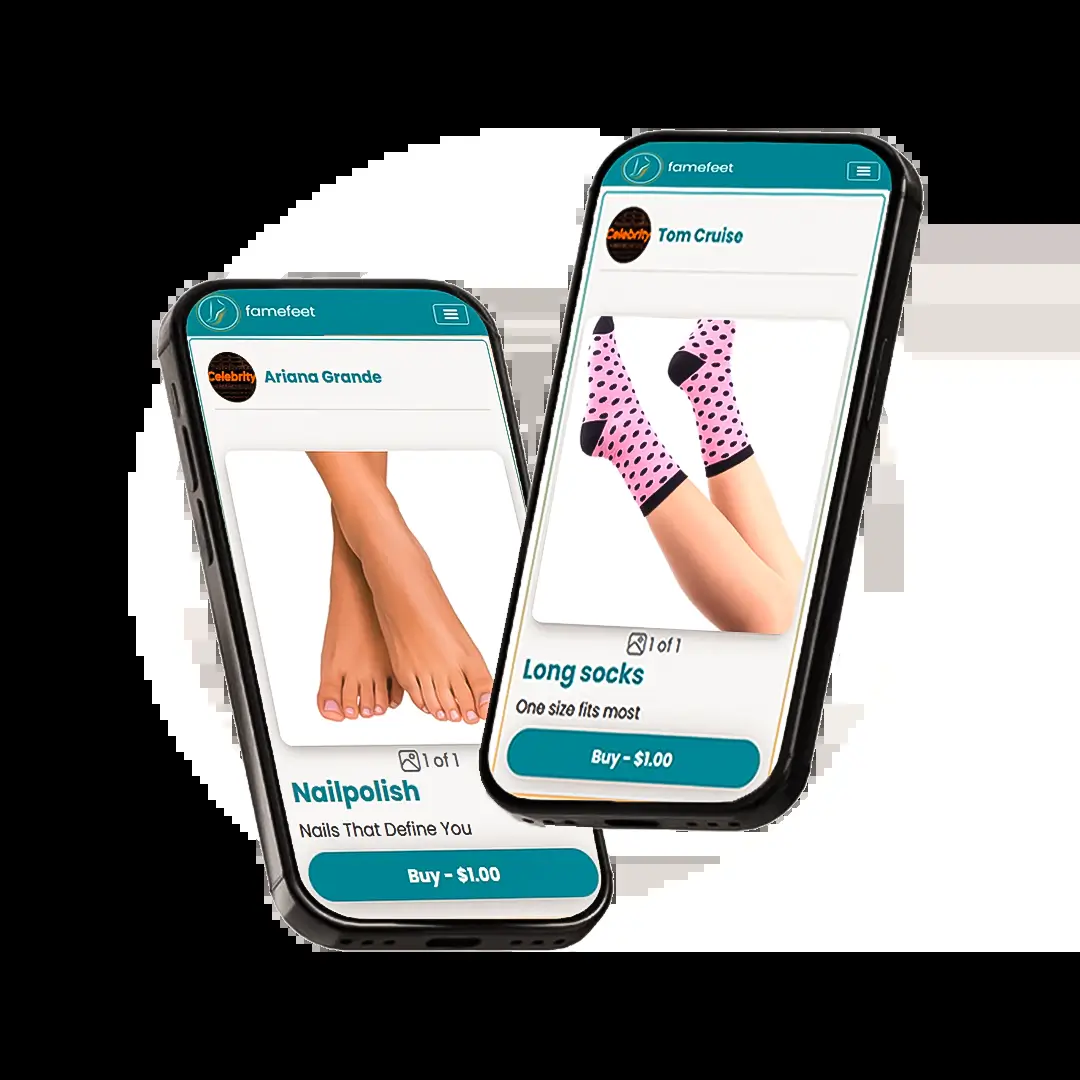 famefeet
Celebrity
Ariana Grande
1 of 1
Nailpolish
Nails That Define You
Buy - $1.00
famefeet
Celebrity
Tom Cruise
1 of 1
Long socks
One size fits most
Buy - $1.00